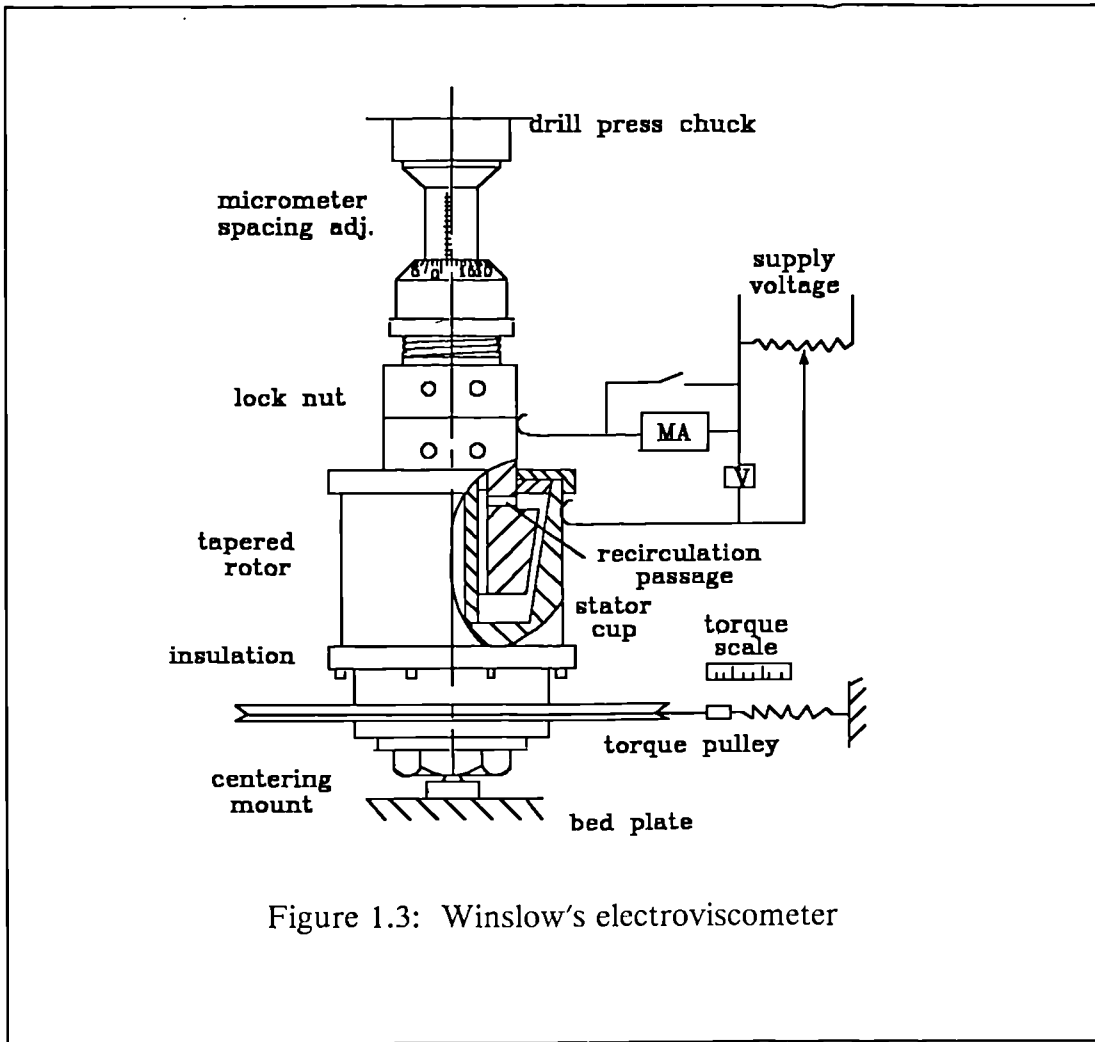 drill press chuck
micrometer
spacing adj.
supply
voltage
lock nut
MA
V
tapered
rotor
recirculation
passage
stator
cup
torque
scale
insulation
torque pulley
centering
mount
bed plate
Figure 1.3: Winslow's electroviscometer